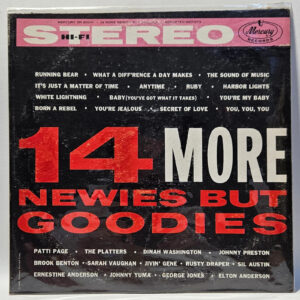 STEREO
HI-FI
Mercury
RECORDS
RUNNING BEAR • WHAT A DIFF'RENCE A DAY MAKES • THE SOUND OF MUSIC
IT'S JUST A MATTER OF TIME • ANYTIME • RUBY • HARBOR LIGHTS
WHITE LIGHTNING • BABY (YOU'VE GOT WHAT IT TAKES) • YOU'RE MY BABY
BORN A REBEL • YOU'RE JEALOUS • SECRET OF LOVE • YOU, YOU, YOU
14 MORE
NEWIES BUT
GOODIES
PATTI PAGE • THE PLATTERS • DINAH WASHINGTON • JOHNNY PRESTON
BROOK BENTON • SARAH VAUGHAN • JIVIN' GENE • RUSTY DRAPER • SIL AUSTIN
ERNESTINE ANDERSON • JOHNNY YUMA • GEORGE JONES • ELTON ANDERSON